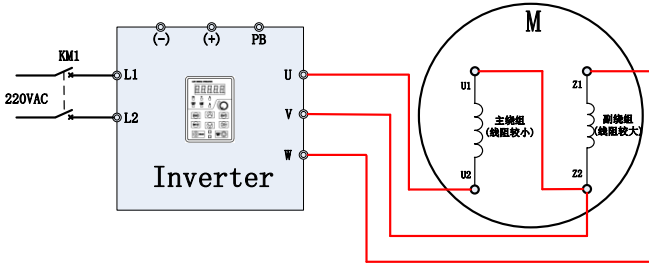 KM1
220VAC
(-) (+) PB
L1
L2
U
V
W
Inverter
M
U1
U2
主绕组
(线阻较小)
Z1
Z2
副绕组
(线阻较大)